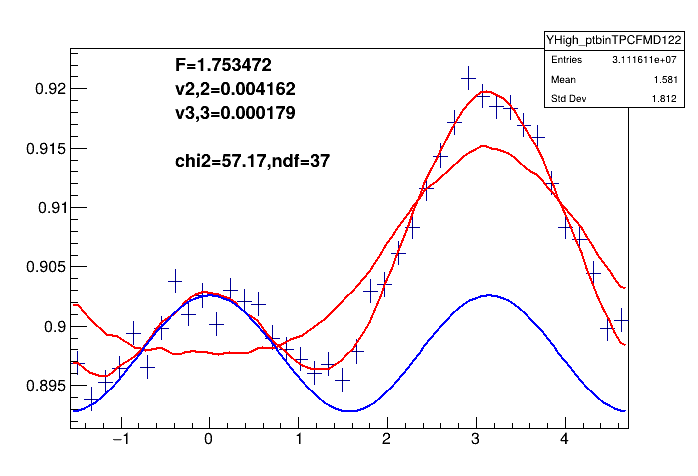 YHigh_ptbinTPCFMD122
Entries 3.111611e+07
Mean 1.581
Std Dev 1.812
F=1.753472
v2,2=0.004162
v3,3=0.000179
chi2=57.17,ndf=37
0.92
0.915
0.91
0.905
0.9
0.895
−1 0 1 2 3 4